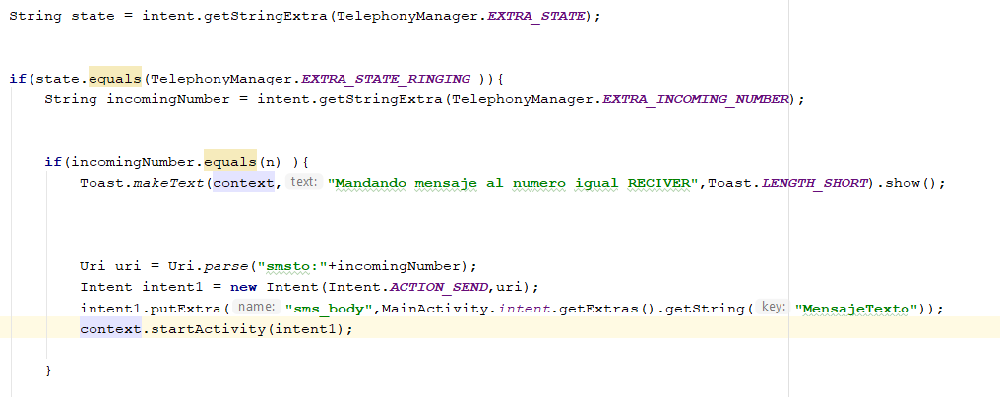 String state = intent.getStringExtra(TelephonyManager.EXTRA_STATE);
if(state.equals(TelephonyManager.EXTRA_STATE_RINGING )){
String incomingNumber = intent.getStringExtra(TelephonyManager.EXTRA_INCOMING_NUMBER);
if(incomingNumber.equals(n) ){
Toast.makeText(context, text: "Mandando mensaje al numero igual RECIVER",Toast.LENGTH_SHORT).show();
Uri uri = Uri.parse("smsto:"+incomingNumber);
Intent intent1 = new Intent(Intent.ACTION_SEND,uri);
intent1.putExtra( name: "sms_body",MainActivity.intent.getExtras().getString( key: "MensajeTexto"));
context.startActivity(intent1);
}